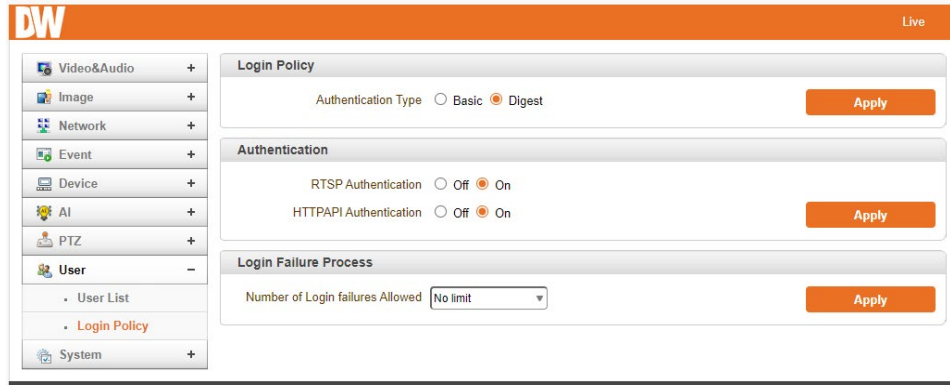 DW
Live
Video&Audio +
Image +
Network +
Event +
Device +
AI +
PTZ +
User −
User List
Login Policy
System +
Login Policy
Authentication Type Basic Digest
Apply
Authentication
RTSP Authentication Off On
HTTPAPI Authentication Off On
Apply
Login Failure Process
Number of Login failures Allowed No limit
Apply